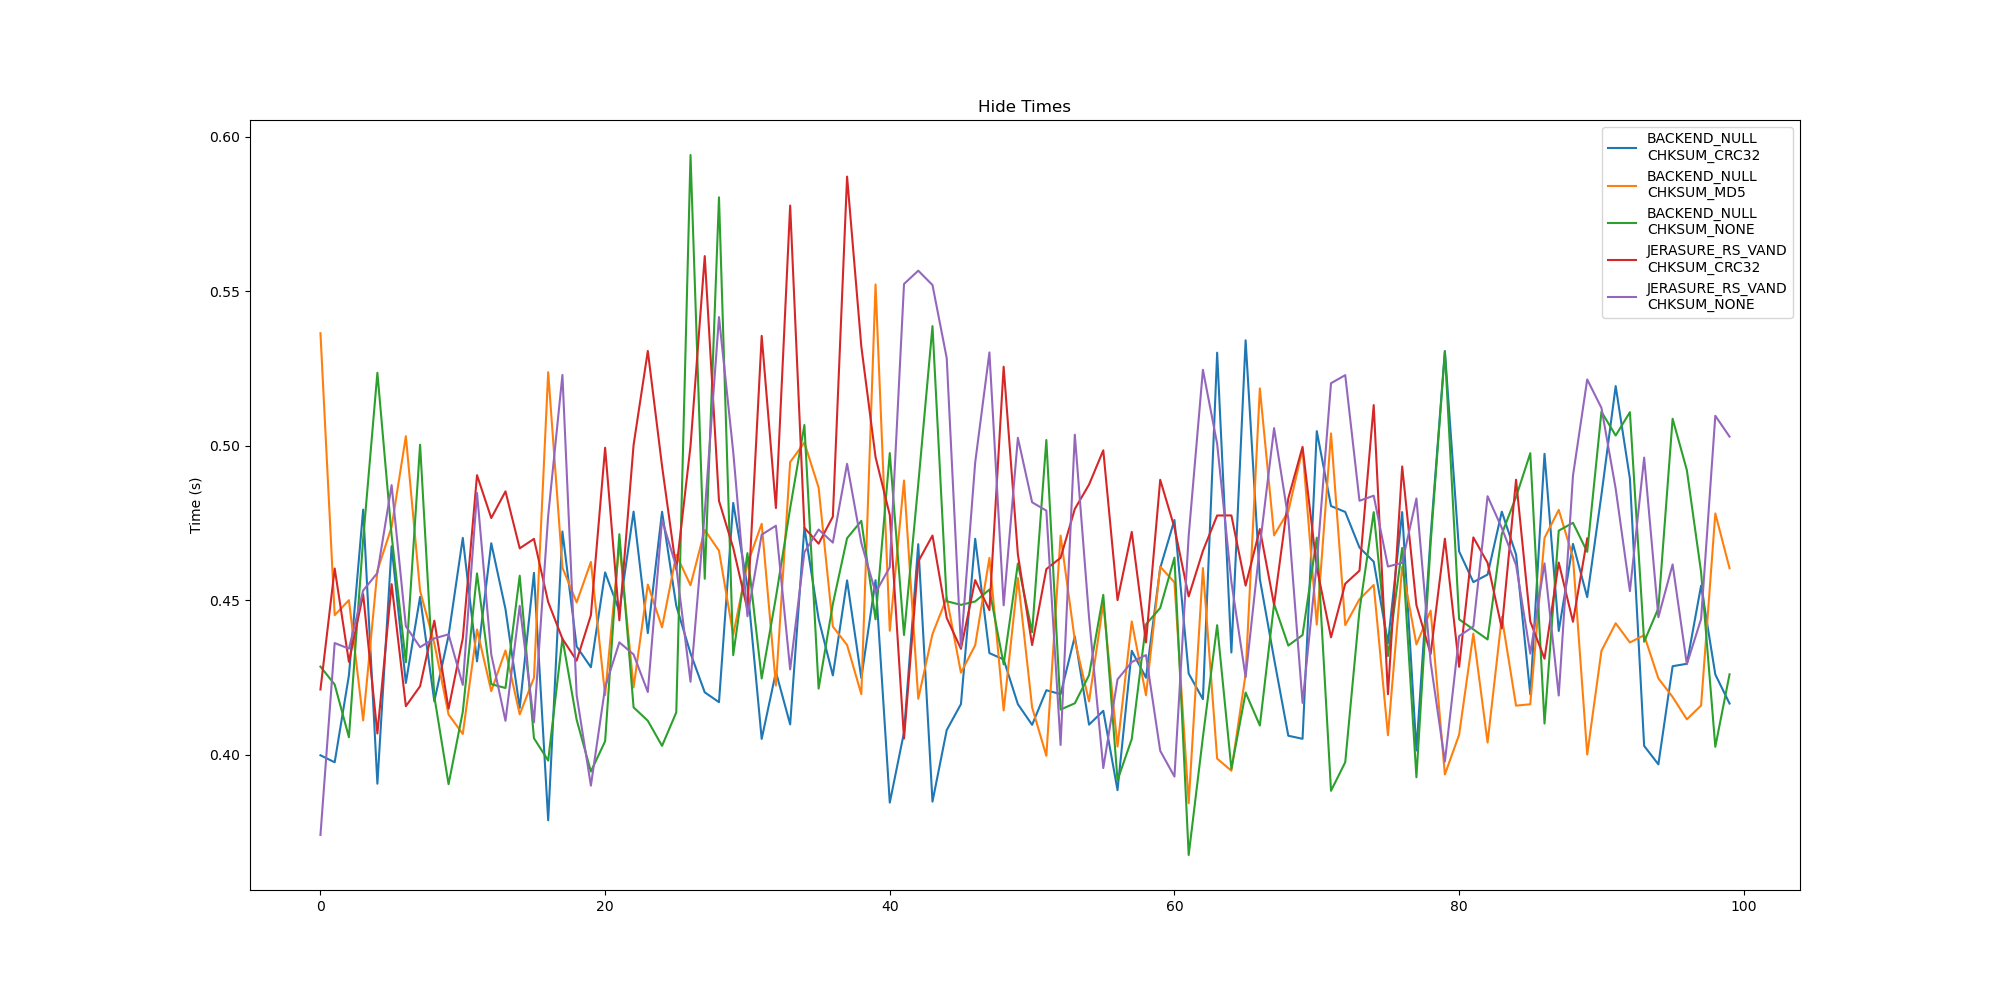 Hide Times
0.60
0.55
0.50
0.45
0.40
Time (s)
BACKEND_NULL
CHKSUM_CRC32
BACKEND_NULL
CHKSUM_MD5
BACKEND_NULL
CHKSUM_NONE
JERASURE_RS_VAND
CHKSUM_CRC32
JERASURE_RS_VAND
CHKSUM_NONE
0 20 40 60 80 100